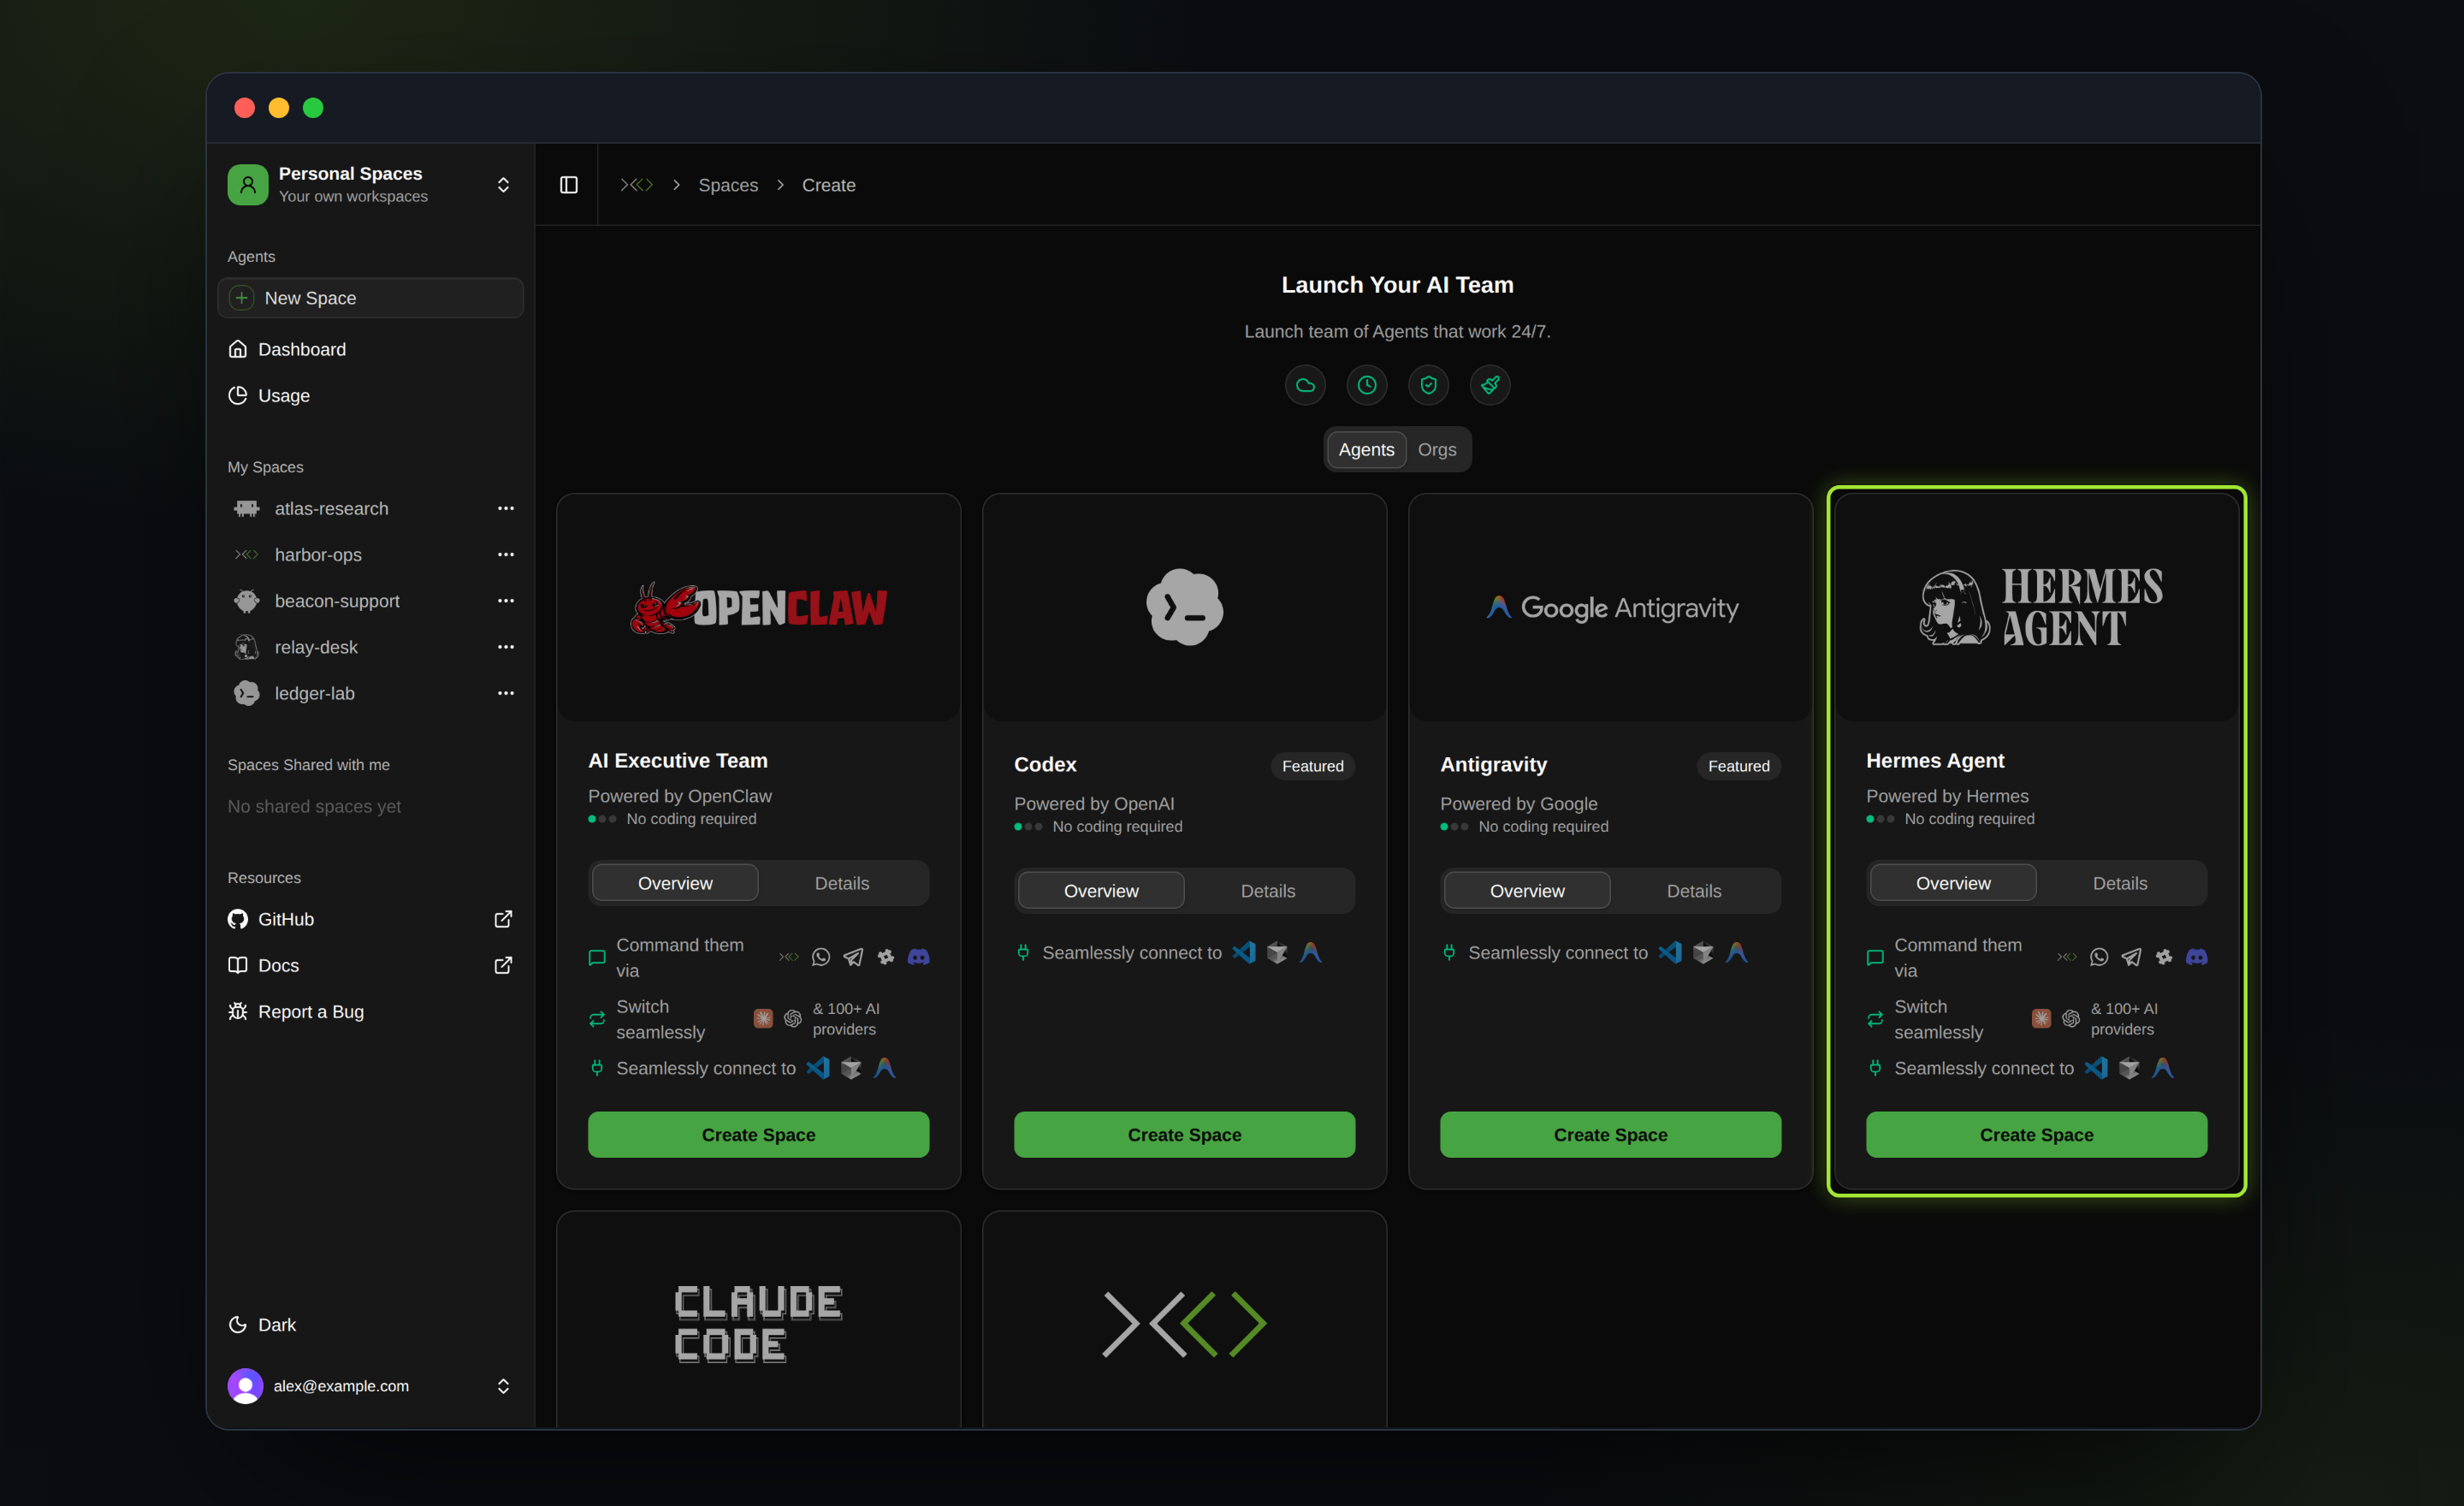 Personal Spaces
Your own workspaces
Agents
New Space
Dashboard
Usage
My Spaces
atlas-research
harbor-ops
beacon-support
relay-desk
ledger-lab
Spaces Shared with me
No shared spaces yet
Resources
GitHub
Docs
Report a Bug
Dark
alex@example.com
Spaces
Create
Launch Your AI Team
Launch team of Agents that work 24/7.
Agents
Orgs
OPENCLAW
AI Executive Team
Powered by OpenClaw
No coding required
Overview
Details
Command them
via
Switch
seamlessly
& 100+ AI
providers
Seamlessly connect to
Create Space
Codex
Featured
Powered by OpenAI
No coding required
Overview
Details
Seamlessly connect to
Create Space
Google Antigravity
Antigravity
Featured
Powered by Google
No coding required
Overview
Details
Seamlessly connect to
Create Space
HERMES
AGENT
Hermes Agent
Powered by Hermes
No coding required
Overview
Details
Command them
via
Switch
seamlessly
& 100+ AI
providers
Seamlessly connect to
Create Space
CLAUDE
CODE